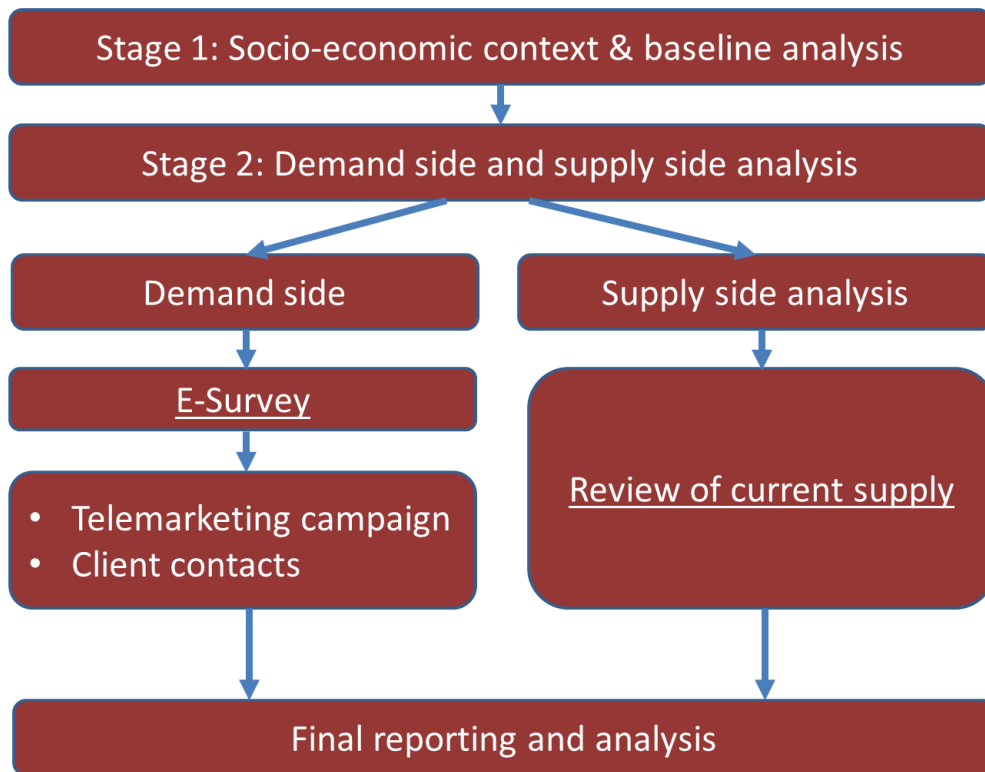 Stage 1: Socio-economic context & baseline analysis
Stage 2: Demand side and supply side analysis
Demand side
Supply side analysis
E-Survey
• Telemarketing campaign
• Client contacts
Review of current supply
Final reporting and analysis